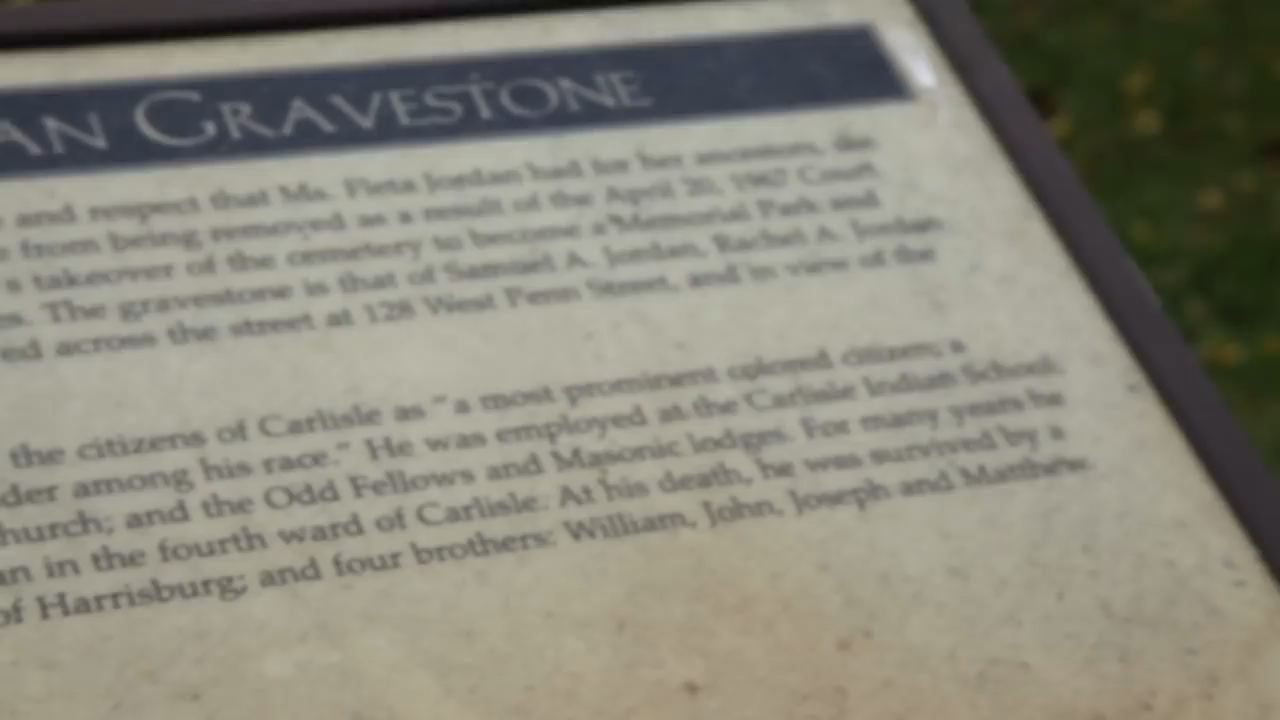 AN GRAVESTONE
and respect that Ms. Fleta Jordan had for her ancestors, the
from being removed as a result of the April 20, 1967 Court
s takeover of the cemetery to become a Memorial Park and
es. The gravestone is that of Samuel A. Jordan, Rachel A. Jordan
ed across the street at 128 West Penn Street, and in view of the
the citizens of Carlisle as "a most prominent colored citizen; a
der among his race." He was employed at the Carlisle Indian School;
hurch; and the Odd Fellows and Masonic lodges. For many years he
an in the fourth ward of Carlisle. At his death, he was survived by a
of Harrisburg; and four brothers: William, John, Joseph and Matthew.